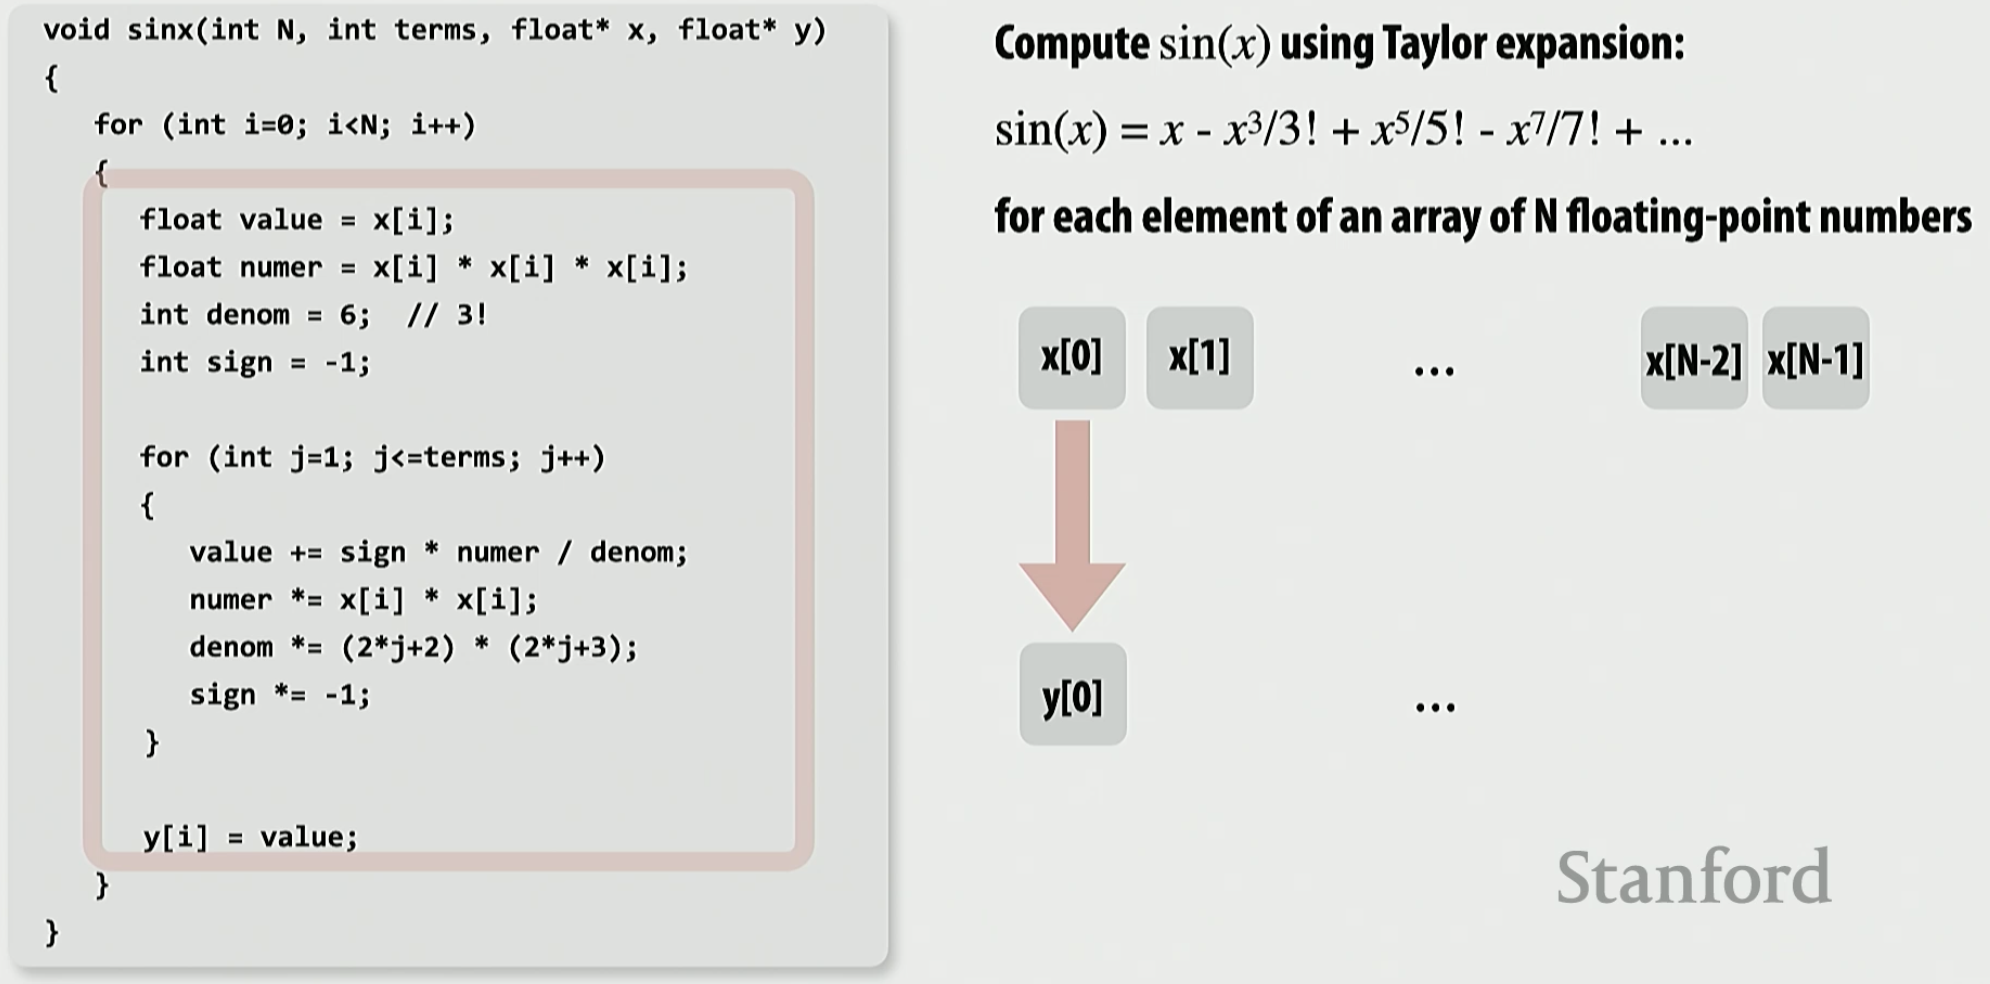 void sinx(int N, int terms, float* x, float* y)
{
for (int i=0; i<N; i++)
{
float value = x[i];
float numer = x[i] * x[i] * x[i];
int denom = 6;  // 3!
int sign = -1;
for (int j=1; j<=terms; j++)
{
value += sign * numer / denom;
numer *= x[i] * x[i];
denom *= (2*j+2) * (2*j+3);
sign *= -1;
}
y[i] = value;
}
}
Compute sin(x) using Taylor expansion:
sin(x) = x - x³/3! + x⁵/5! - x⁷/7! + ...
for each element of an array of N floating-point numbers
x[0] x[1] ... x[N-2] x[N-1]
y[0] ...
Stanford